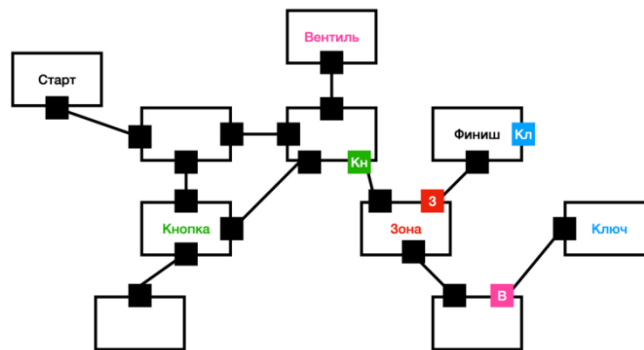 Вентиль
Старт
Финиш
Кл
Кн
З
Кнопка
Зона
Ключ
В